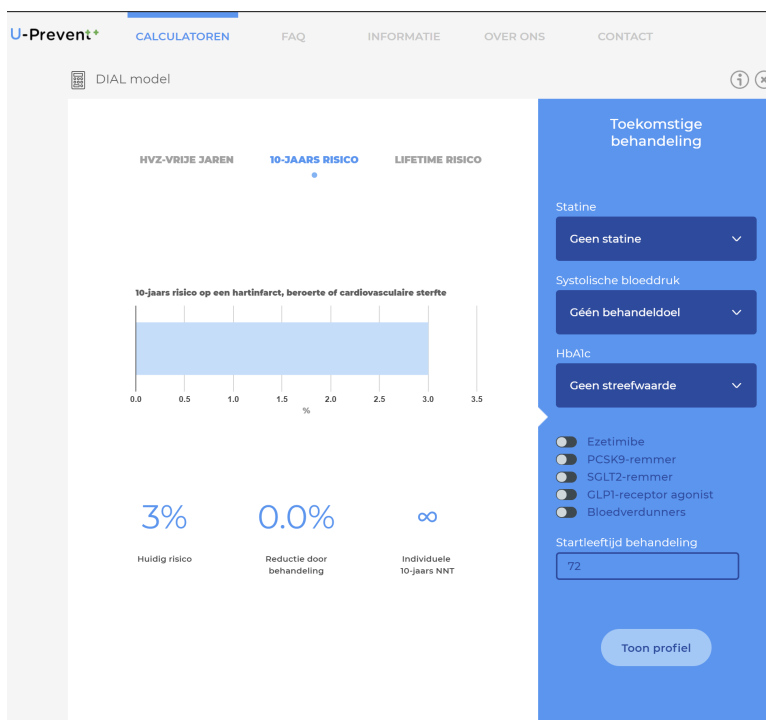 U-Prevent
CALCULATOREN
FAQ
INFORMATIE
OVER ONS
CONTACT
DIAL model
HVZ-VRIJE JAREN
10-JAARS RISICO
LIFETIME RISICO
10-jaars risico op een hartinfarct, beroerte of cardiovasculaire sterfte
0.0 0.5 1.0 1.5 2.0 2.5 3.0 3.5
%
3%
Huidig risico
0.0%
Reductie door
behandeling
∞
Individuele
10-jaars NNT
Toekomstige
behandeling
Statine
Geen statine
Systolische bloeddruk
Géén behandeldoel
HbA1c
Geen streefwaarde
Ezetimibe
PCSK9-remmer
SGLT2-remmer
GLP1-receptor agonist
Bloedverdunners
Startleeftijd behandeling
72
Toon profiel